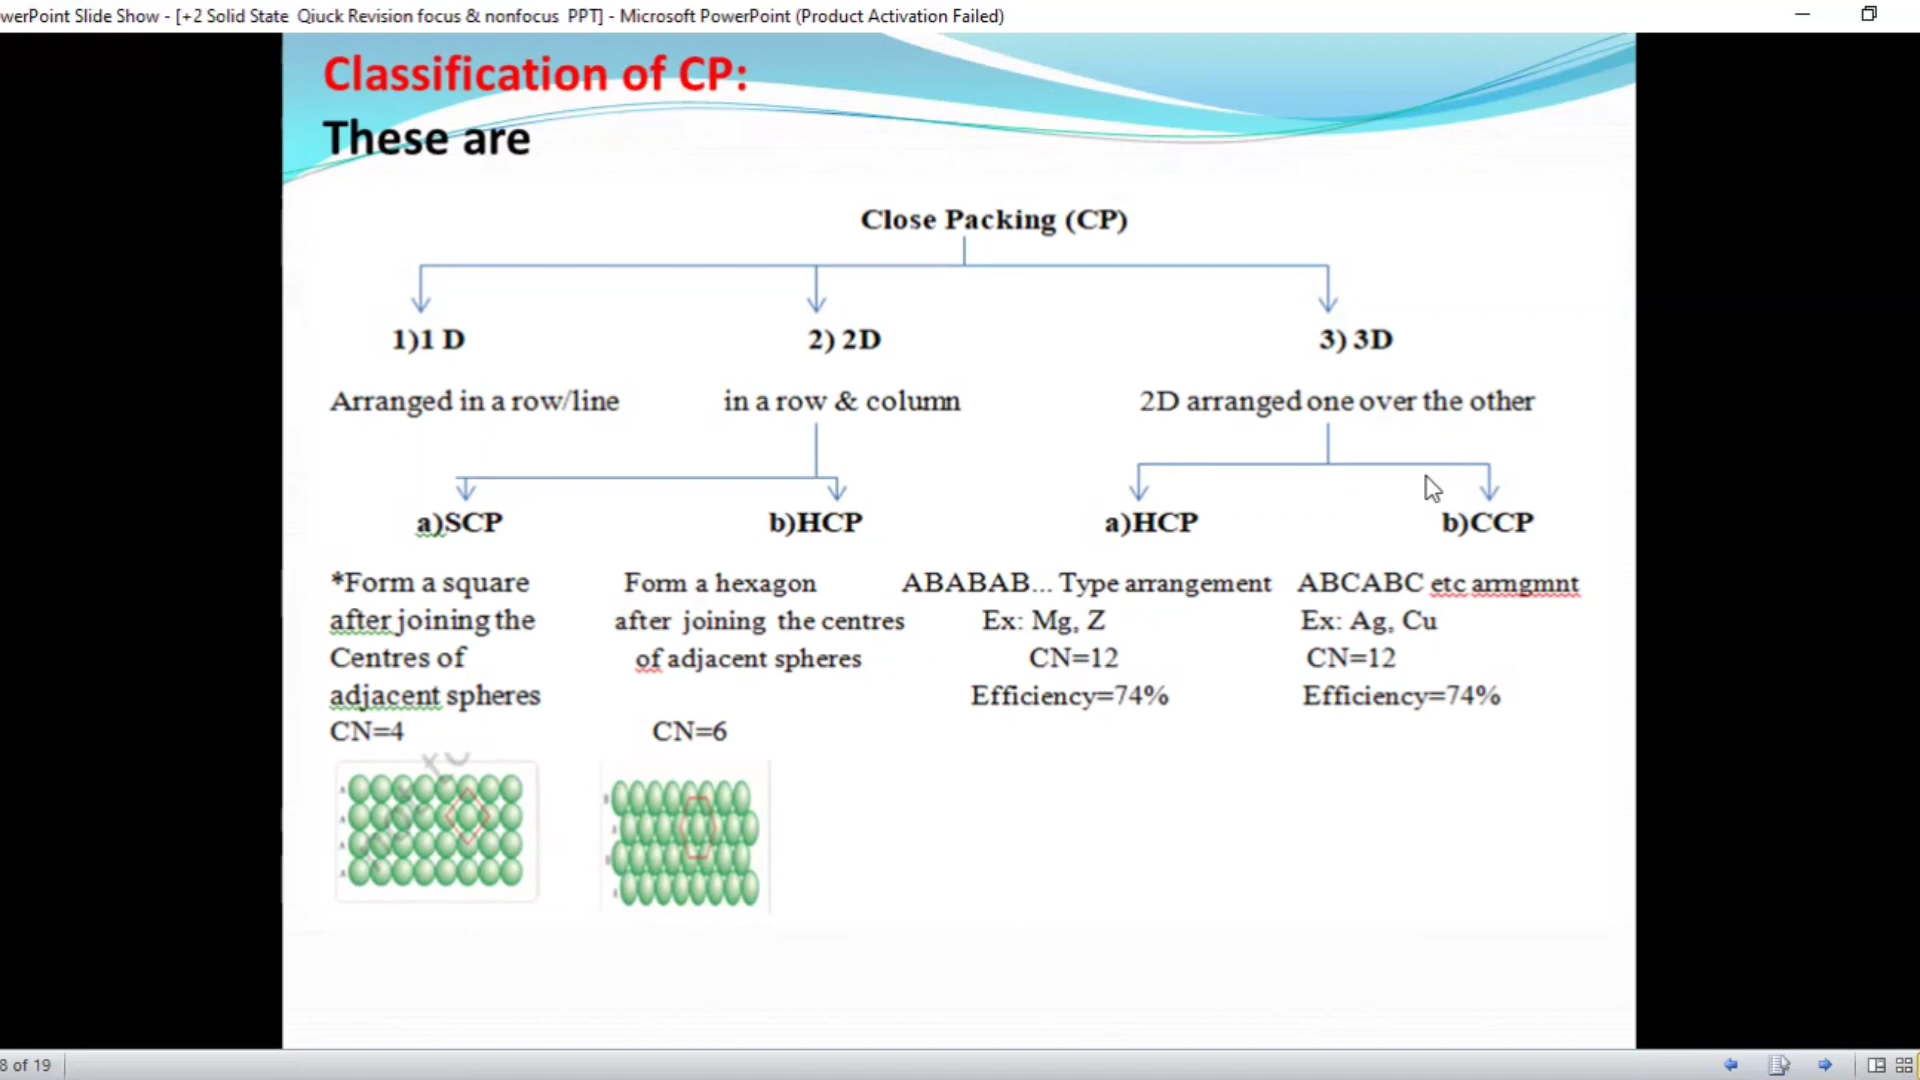 werPoint Slide Show - [+2 Solid State  Qiuck Revision focus & nonfocus  PPT] - Microsoft PowerPoint (Product Activation Failed)
Classification of CP:
These are
Close Packing (CP)
1)1 D
2) 2D
3) 3D
Arranged in a row/line
in a row & column
2D arranged one over the other
a)SCP
b)HCP
a)HCP
b)CCP
*Form a square
after joining the
Centres of
adjacent spheres
CN=4
Form a hexagon
after joining the centres
of adjacent spheres
CN=6
ABABAB... Type arrangement
Ex: Mg, Z
CN=12
Efficiency=74%
ABCABC etc arrngmnt
Ex: Ag, Cu
CN=12
Efficiency=74%
A
A
A
A
8 of 19